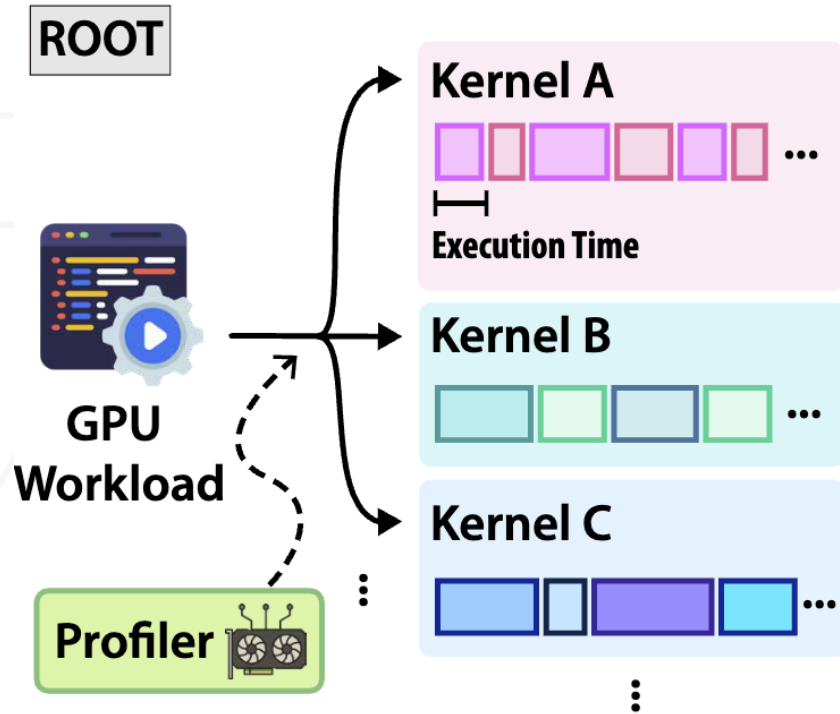 ROOT
GPU
Workload
Profiler
Kernel A
...
Execution Time
Kernel B
...
Kernel C
...